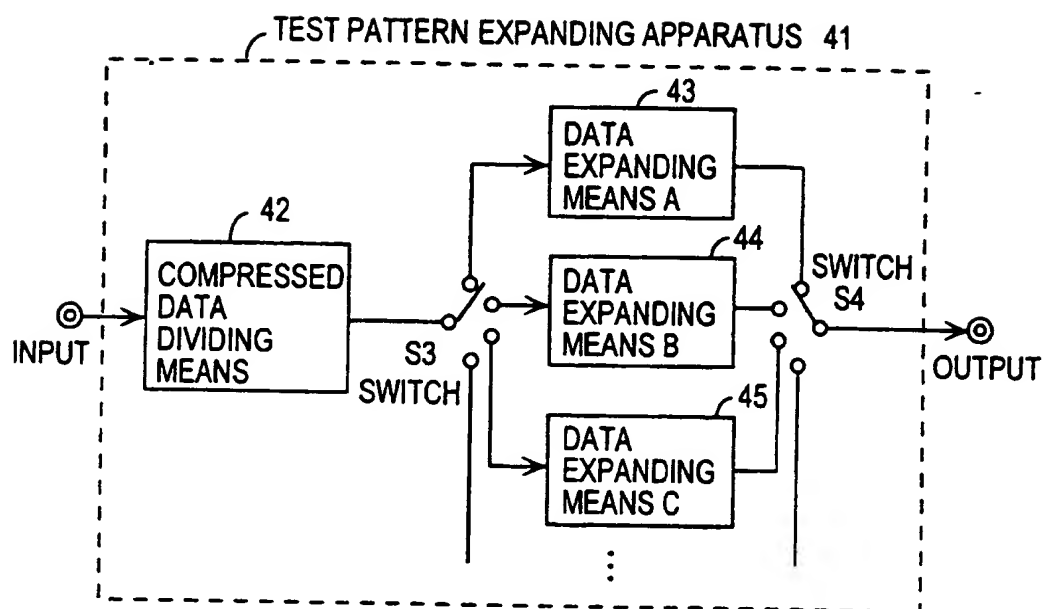 TEST PATTERN EXPANDING APPARATUS 41
43
DATA
EXPANDING
MEANS A
42
COMPRESSED
DATA
DIVIDING
MEANS
44
DATA
EXPANDING
MEANS B
SWITCH
S4
INPUT
S3
SWITCH
OUTPUT
45
DATA
EXPANDING
MEANS C